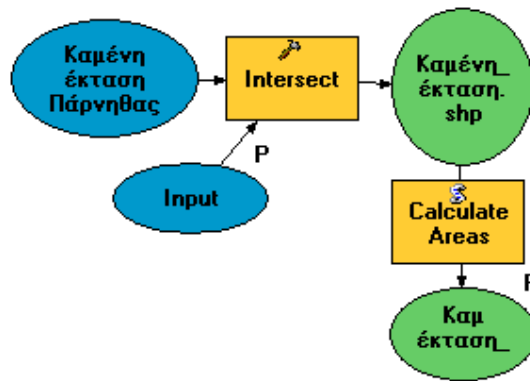 Καμένη
έκταση
Πάρνηθας
Intersect
Καμένη_
έκταση.
shp
P
Input
Calculate
Areas
P
Καμ
έκταση_